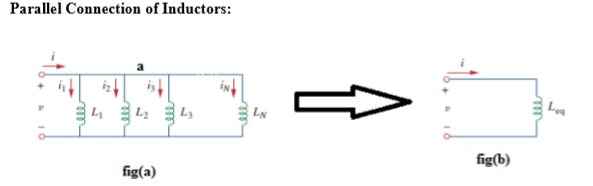 Parallel Connection of Inductors:
i
a
i
+ i₁ i₂ i₃ iN +
v L₁ L₂ L₃ LN v Leq
− −
fig(a)
fig(b)